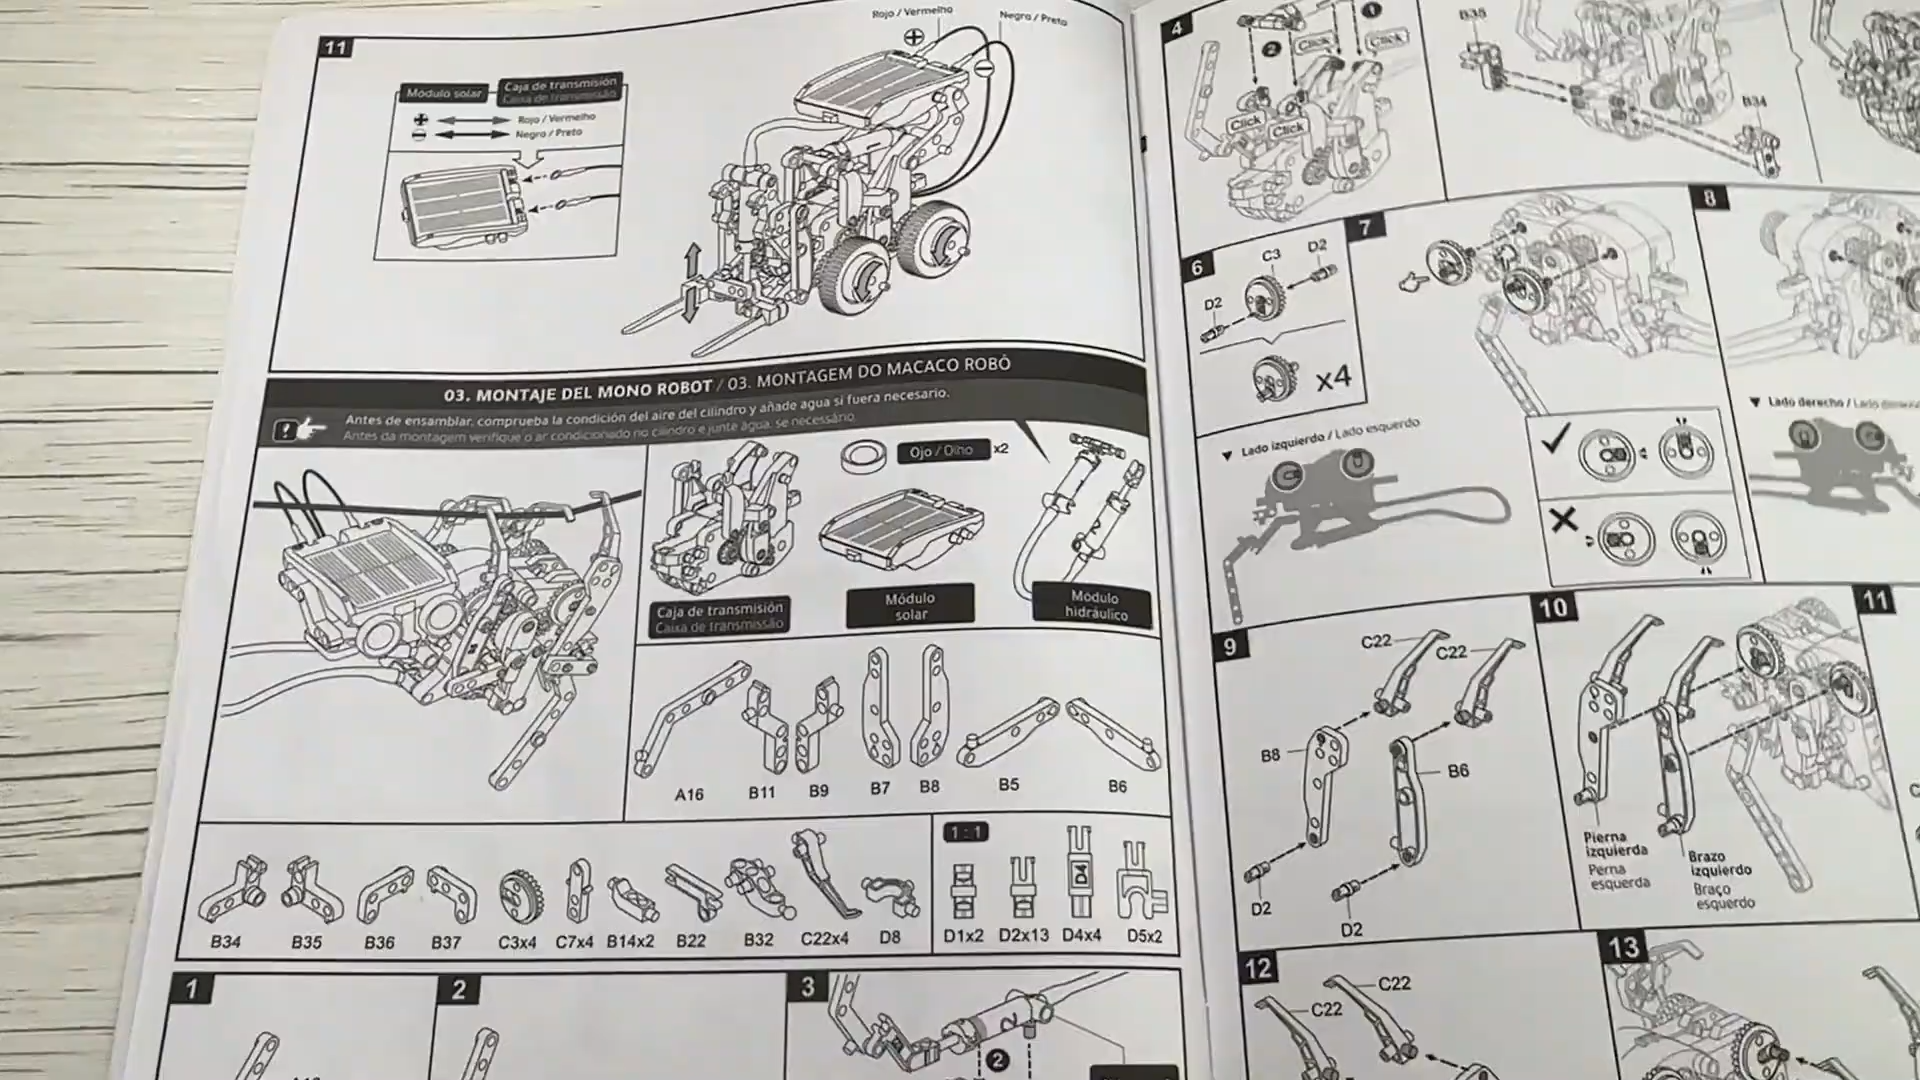 11
Rojo / Vermelho
Negro / Preto
Módulo solar
Caja de transmisión
Caixa de transmissão
Rojo / Vermelho
Negro / Preto
03. MONTAJE DEL MONO ROBOT / 03. MONTAGEM DO MACACO ROBÔ
Antes de ensamblar, comprueba la condición del aire del cilindro y añade agua si fuera necesario.
Antes da montagem verifique o ar condicionado no cilindro e junte água, se necessário.
Ojo / Olho x2
Caja de transmisión
Caixa de transmissão
Módulo
solar
Módulo
hidráulico
A16 B11 B9 B7 B8 B5 B6
1 : 1
B34 B35 B36 B37 C3x4 C7x4 B14x2 B22 B32 C22x4 D8
D1x2 D2x13 D4x4 D5x2
D4
1
2
3
2
2
4
1
2
Click
Click
Click
Click
B35
B34
6
C3
D2
D2
x4
7
8
Lado izquierdo / Lado esquerdo
Lado derecho / Lado
9
C22
C22
B8
B6
D2
D2
10
Pierna
izquierda
Perna
esquerda
Brazo
izquierdo
Braço
esquerdo
11
12
C22
C22
13